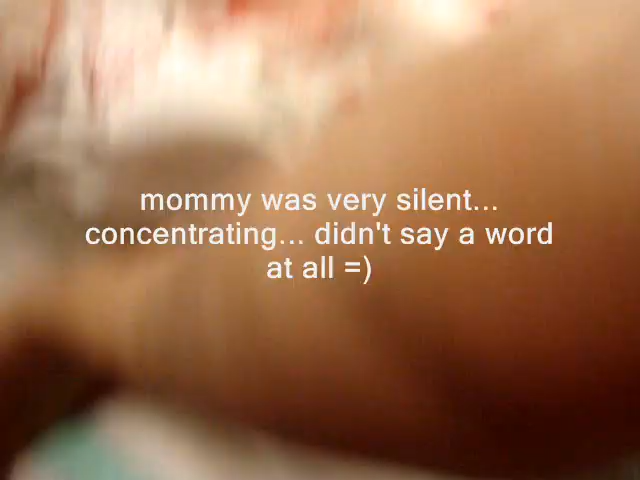 mommy was very silent...
concentrating... didn't say a word
at all =)